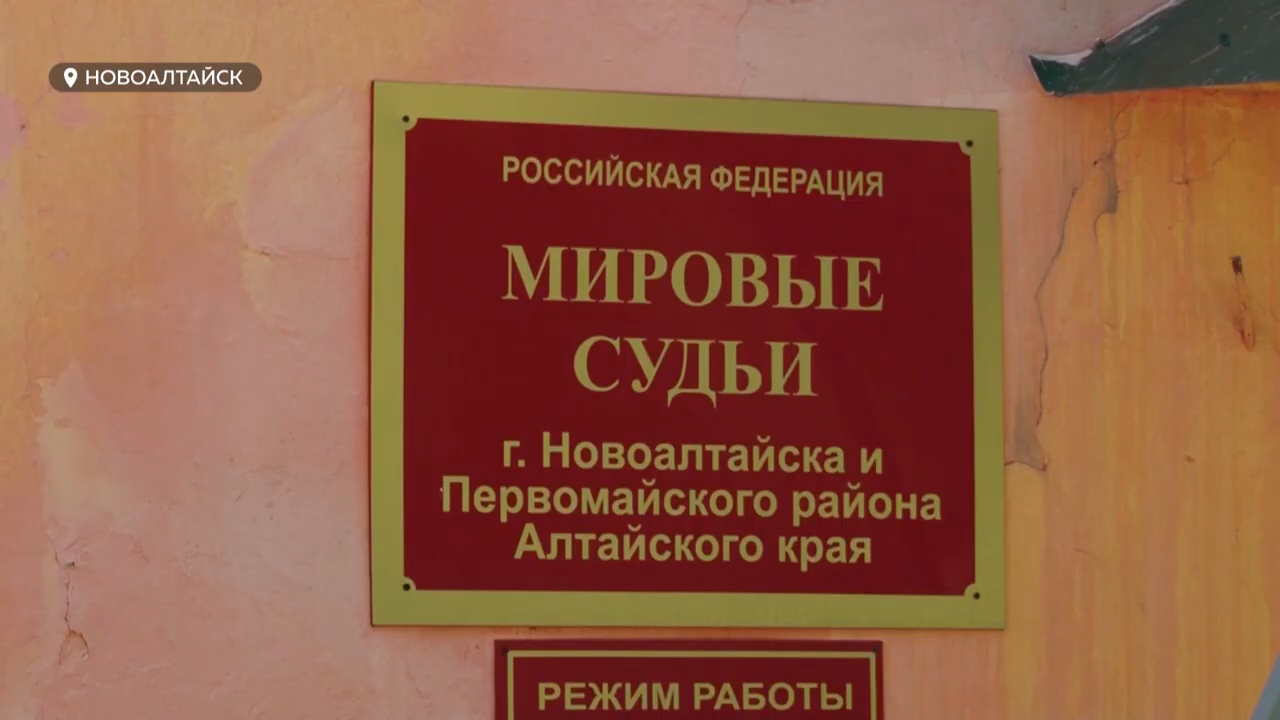 НОВОАЛТАЙСК
РОССИЙСКАЯ ФЕДЕРАЦИЯ
МИРОВЫЕ
СУДЬИ
г. Новоалтайска и
Первомайского района
Алтайского края
РЕЖИМ РАБОТЫ